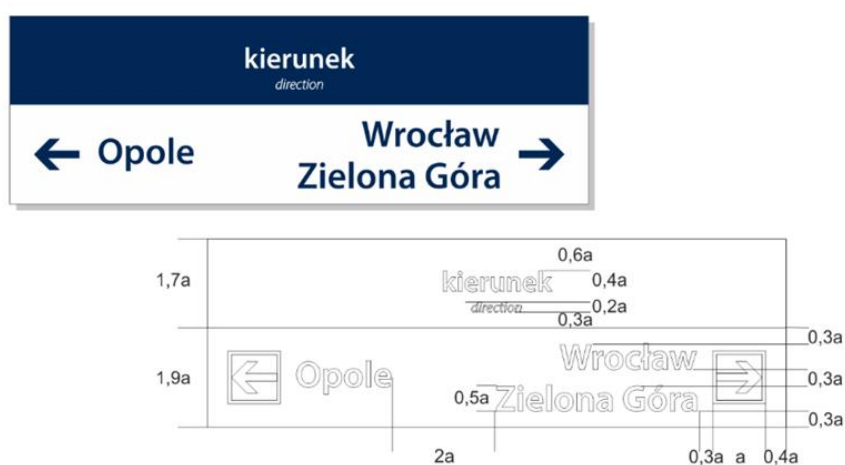 kierunek
direction
Opole
Wrocław
Zielona Góra
0,6a
1,7a
kierunek
0,4a
direction
0,2a
0,3a
0,3a
Wrocław
1,9a
Opole
0,3a
0,5a
Zielona Góra
0,3a
2a
0,3a a 0,4a